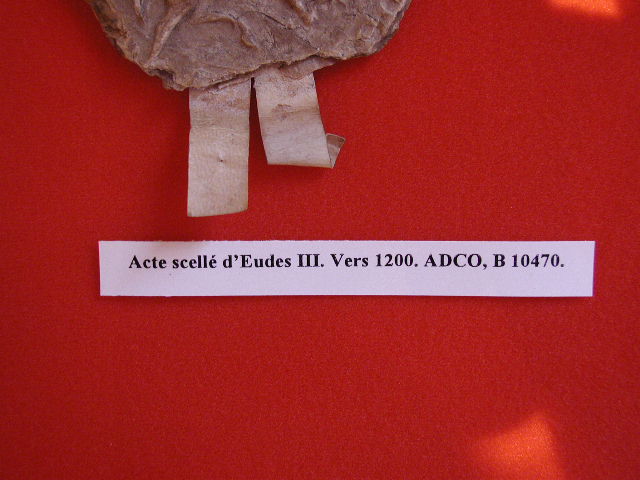 Acte scellé d’Eudes III. Vers 1200. ADCO, B 10470.